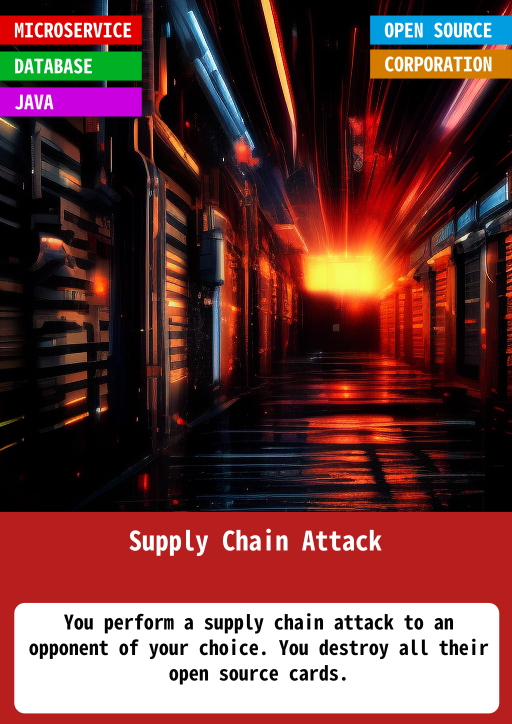 MICROSERVICE
DATABASE
JAVA
OPEN SOURCE
CORPORATION
Supply Chain Attack
You perform a supply chain attack to an
opponent of your choice. You destroy all their
open source cards.